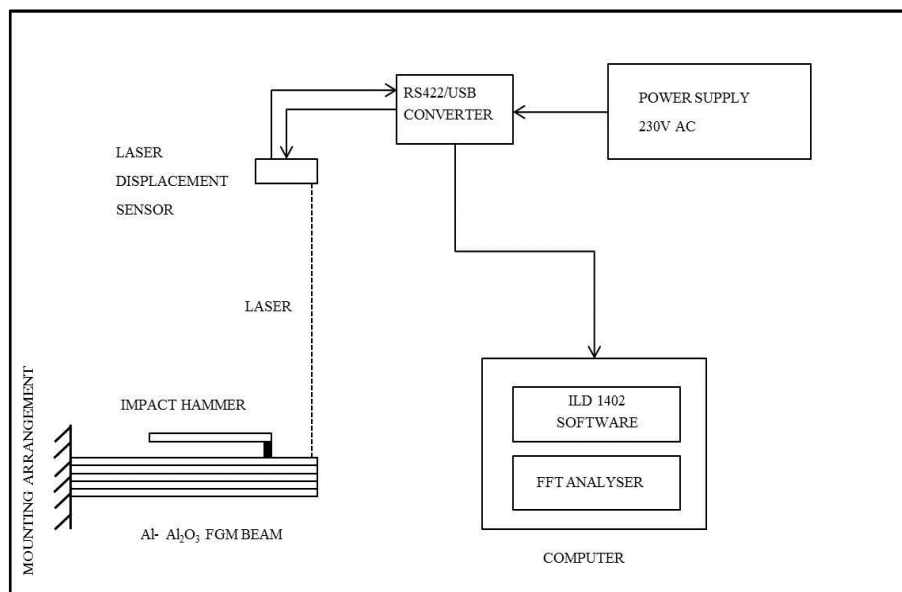 RS422/USB
CONVERTER
POWER SUPPLY
230V AC
LASER
DISPLACEMENT
SENSOR
LASER
MOUNTING ARRANGEMENT
IMPACT HAMMER
ILD 1402
SOFTWARE
FFT ANALYSER
Al- Al₂O₃ FGM BEAM
COMPUTER